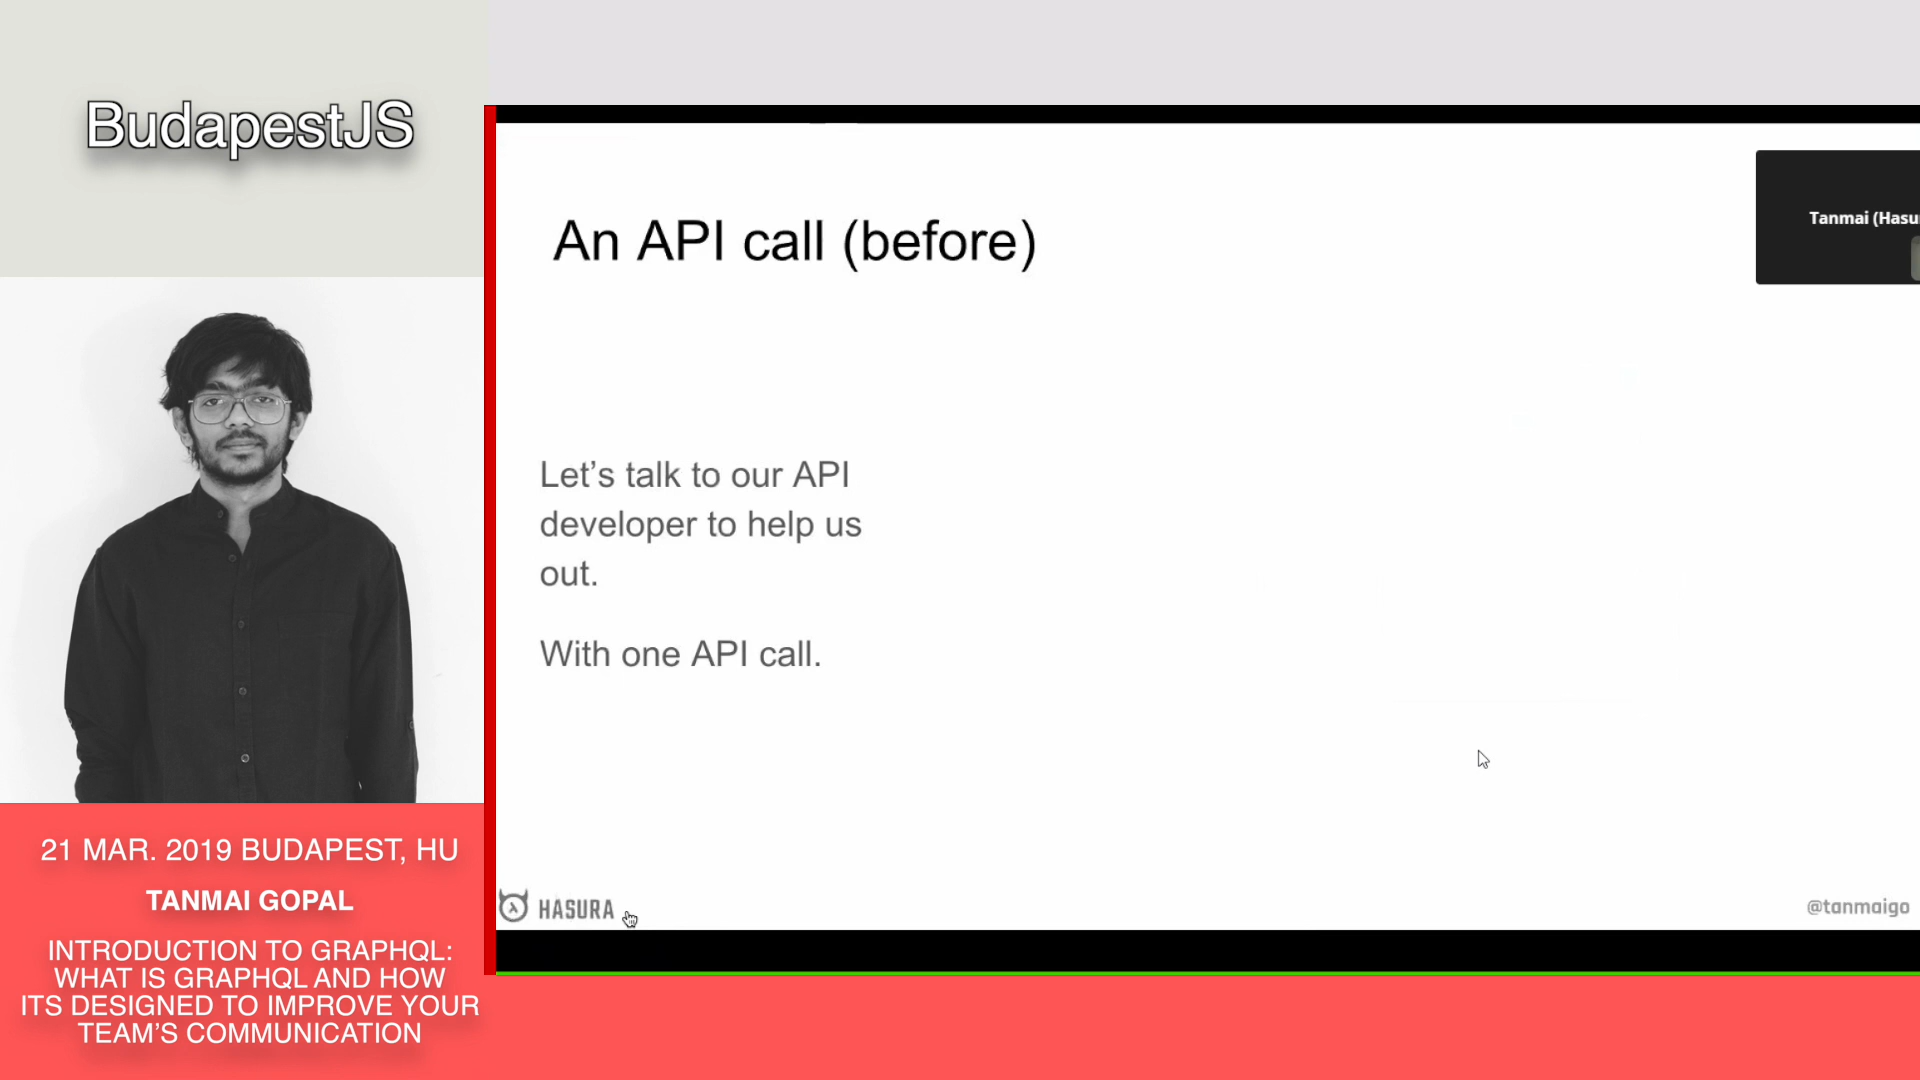 BudapestJS
21 MAR. 2019 BUDAPEST, HU
TANMAI GOPAL
INTRODUCTION TO GRAPHQL:
WHAT IS GRAPHQL AND HOW
ITS DESIGNED TO IMPROVE YOUR
TEAM'S COMMUNICATION
An API call (before)
Tanmai (Hasu
Let’s talk to our API
developer to help us
out.
With one API call.
HASURA
@tanmaigo